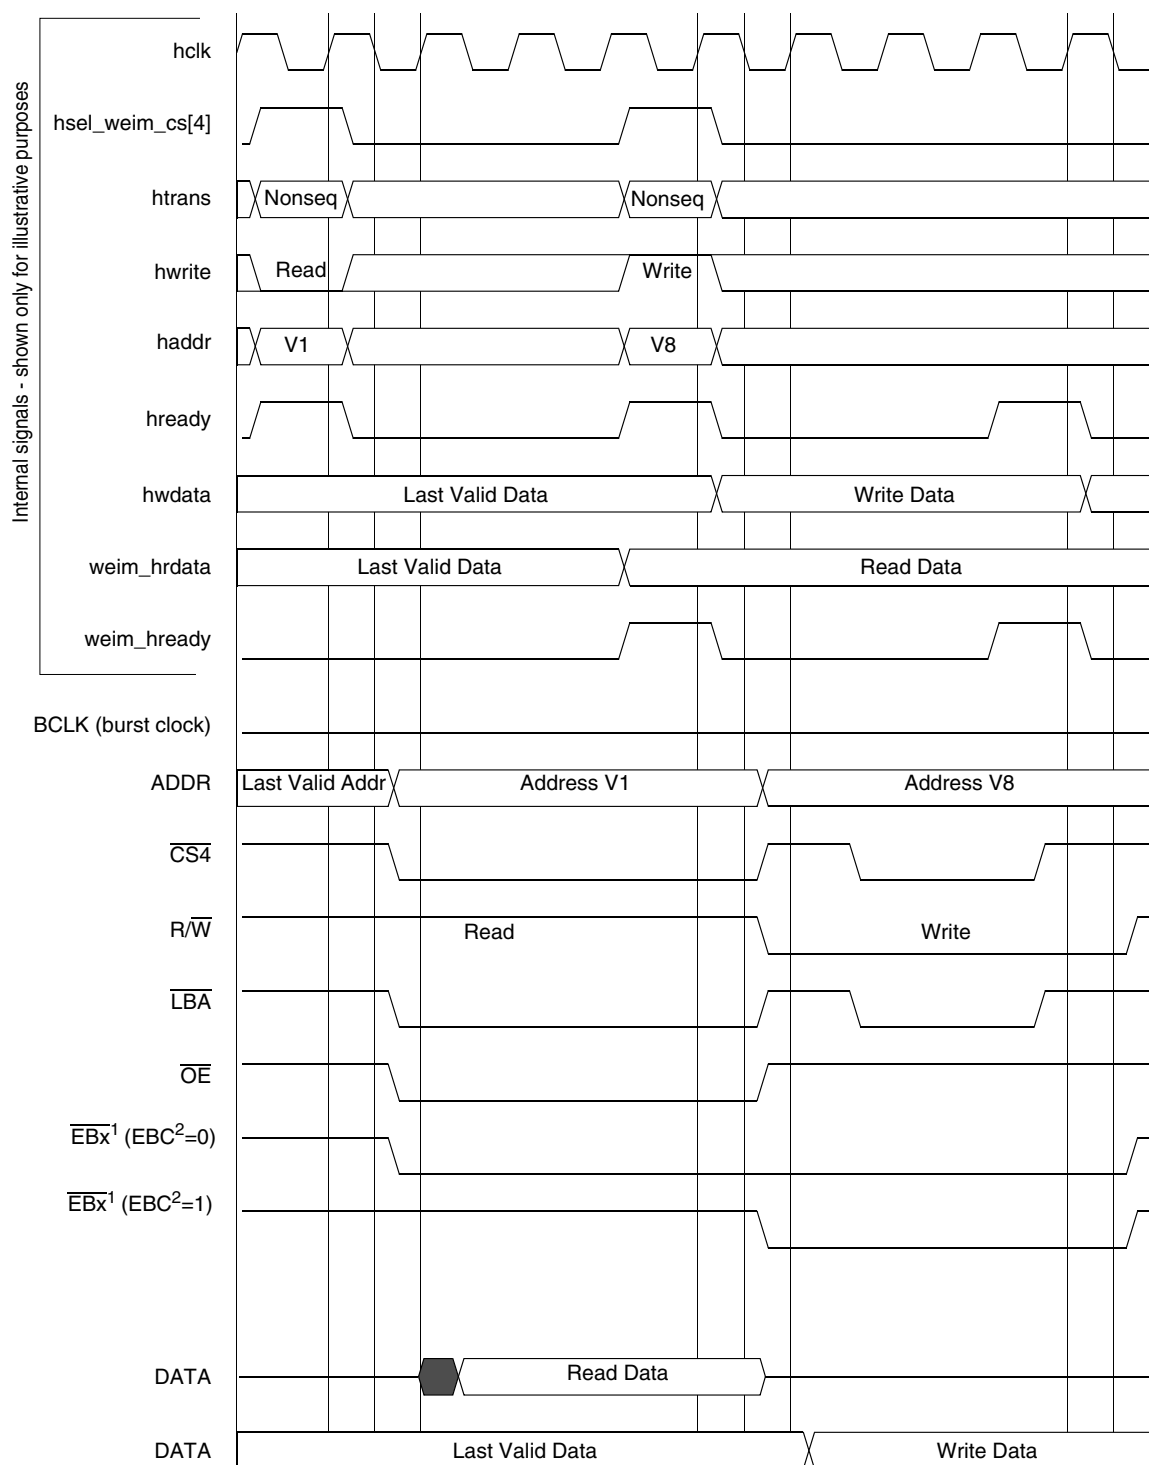 Internal signals - shown only for illustrative purposes
hclk
hsel_weim_cs[4]
htrans Nonseq Nonseq
hwrite Read Write
haddr V1 V8
hready
hwdata Last Valid Data Write Data
weim_hrdata Last Valid Data Read Data
weim_hready
BCLK (burst clock)
ADDR Last Valid Addr Address V1 Address V8
CS4
R/W Read Write
LBA
OE
EBx1 (EBC2=0)
EBx1 (EBC2=1)
DATA Read Data
DATA Last Valid Data Write Data